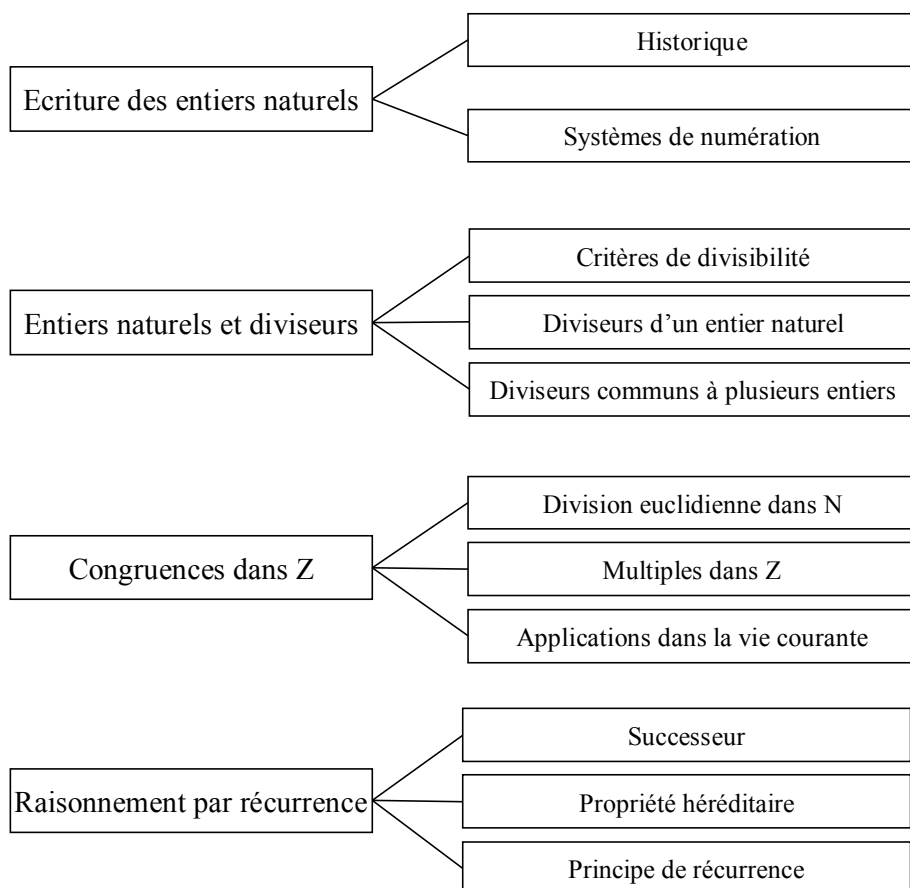 Ecriture des entiers naturels
Historique
Systèmes de numération
Entiers naturels et diviseurs
Critères de divisibilité
Diviseurs d’un entier naturel
Diviseurs communs à plusieurs entiers
Congruences dans Z
Division euclidienne dans N
Multiples dans Z
Applications dans la vie courante
Raisonnement par récurrence
Successeur
Propriété héréditaire
Principe de récurrence